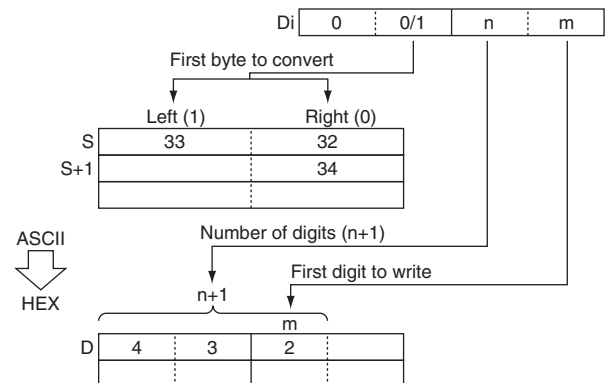 Di 0 0/1 n m
First byte to convert
Left (1) Right (0)
S 33 32
S+1 34
ASCII
HEX
Number of digits (n+1)
First digit to write
n+1
m
D 4 3 2